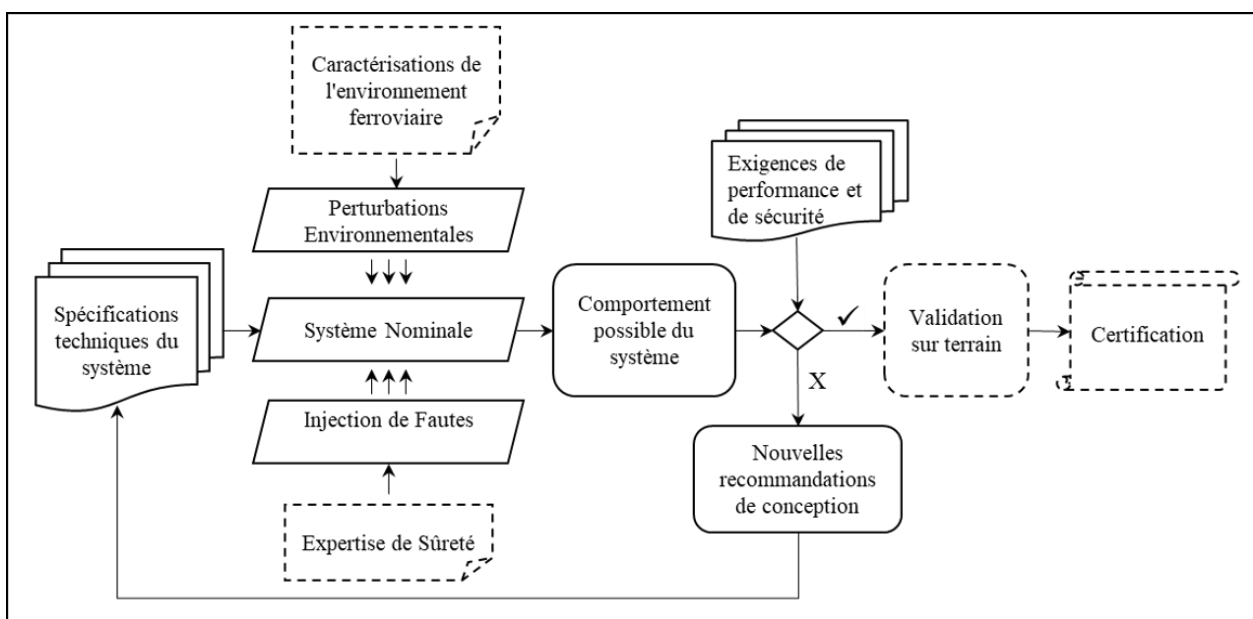 Caractérisations de
l'environnement
ferroviaire
Exigences de
performance et
de sécurité
Perturbations
Environnementales
Spécifications
techniques du
système
Système Nominale
Comportement
possible du
système
Validation
sur terrain
Certification
X
Injection de Fautes
Nouvelles
recommandations
de conception
Expertise de Sûreté